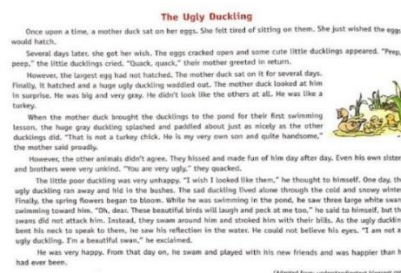 The Ugly Duckling
Once upon a time, a mother duck sat on her eggs. She felt tired of sitting on them. She just wished the eggs
would hatch.
Several days later, she got her wish. The eggs cracked open and some cute little ducklings appeared. "Peep,
peep," the little ducklings cried. "Quack, quack," their mother greeted in return.
However, the largest egg had not hatched. The mother duck sat on it for several days.
Finally, it hatched and a huge ugly duckling waddled out. The mother duck looked at him
in surprise. He was big and very gray. He didn't look like the others at all. He was like a
turkey.
When the mother duck brought the ducklings to the pond for their first swimming
lesson, the huge gray duckling splashed and paddled about just as nicely as the other
ducklings did. "That is not a turkey chick. He is my very own son and quite handsome,"
the mother said proudly.
However, the other animals didn't agree. They hissed and made fun of him day after day. Even his own sisters
and brothers were very unkind. "You are very ugly," they quacked.
The little poor duckling was very unhappy. "I wish I looked like them," he thought to himself. One day, th
ugly duckling ran away and hid in the bushes. The sad duckling lived alone through the cold and snowy winter
Finally, the spring flowers began to bloom. While he was swimming in the pond, he saw three large white swan
swimming toward him. "Oh, dear. These beautiful birds will laugh and peck at me too," he said to himself, but th
swans did not attack him. Instead, they swam around him and stroked him with their bills. As the ugly ducklin
bent his neck to speak to them, he saw his reflection in the water. He could not believe his eyes. "I am not a
ugly duckling. I'm a beautiful swan," he exclaimed.
He was very happy. From that day on, he swam and played with his new friends and was happier than h
had ever been.